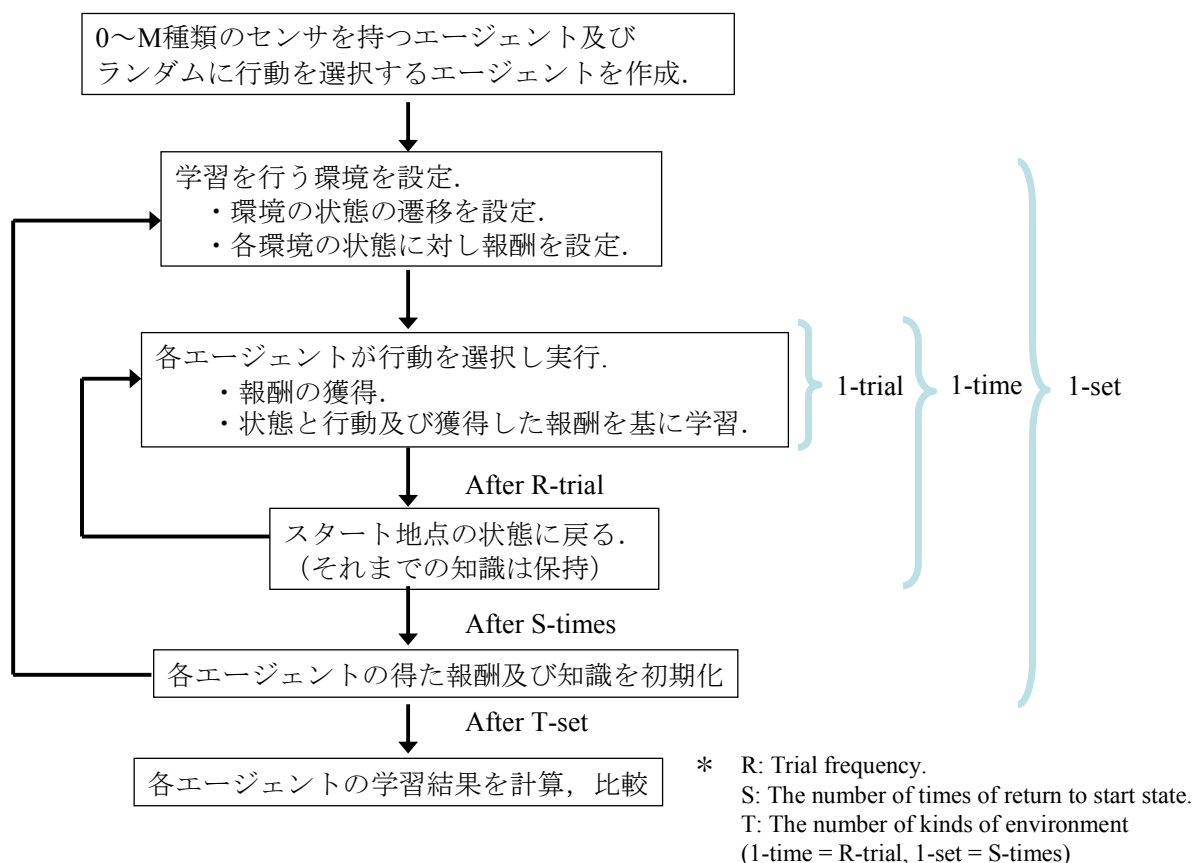 0～M種類のセンサを持つエージェント及び
ランダムに行動を選択するエージェントを作成．
学習を行う環境を設定．
・環境の状態の遷移を設定．
・各環境の状態に対し報酬を設定．
各エージェントが行動を選択し実行．
・報酬の獲得．
・状態と行動及び獲得した報酬を基に学習．
1-trial
1-time
1-set
After R-trial
スタート地点の状態に戻る．
（それまでの知識は保持）
After S-times
各エージェントの得た報酬及び知識を初期化
After T-set
各エージェントの学習結果を計算，比較
＊ R: Trial frequency.
S: The number of times of return to start state.
T: The number of kinds of environment
(1-time = R-trial, 1-set = S-times)